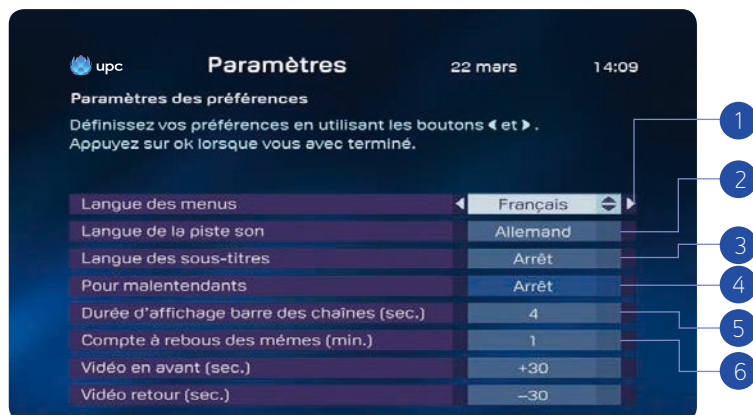 upc Paramètres 22 mars 14:09
Paramètres des préférences
Définissez vos préférences en utilisant les boutons ◀ et ▶ .
Appuyez sur ok lorsque vous avec terminé.
1
Langue des menus Français
2
Langue de la piste son Allemand
Langue des sous-titres Arrêt
3
Pour malentendants Arrêt
4
Durée d'affichage barre des chaînes (sec.) 4
5
Compte à rebous des mémes (min.) 1
6
Vidéo en avant (sec.) +30
Vidéo retour (sec.) –30